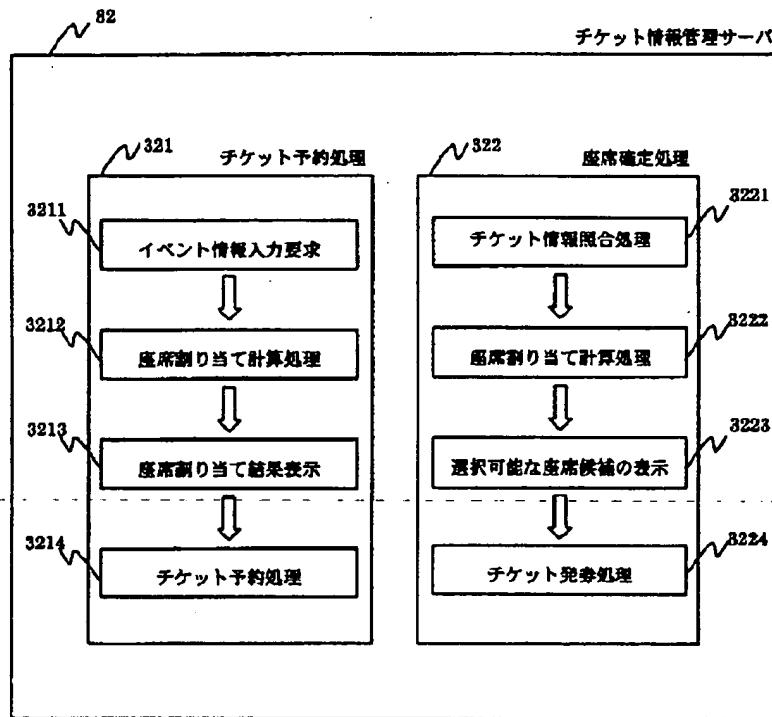 32
チケット情報管理サーバ
321
チケット予約処理
3211
イベント情報入力要求
3212
座席割り当て計算処理
3213
座席割り当て結果表示
3214
チケット予約処理
322
座席確定処理
3221
チケット情報照合処理
3222
座席割り当て計算処理
3223
選択可能な座席候補の表示
3224
チケット発券処理